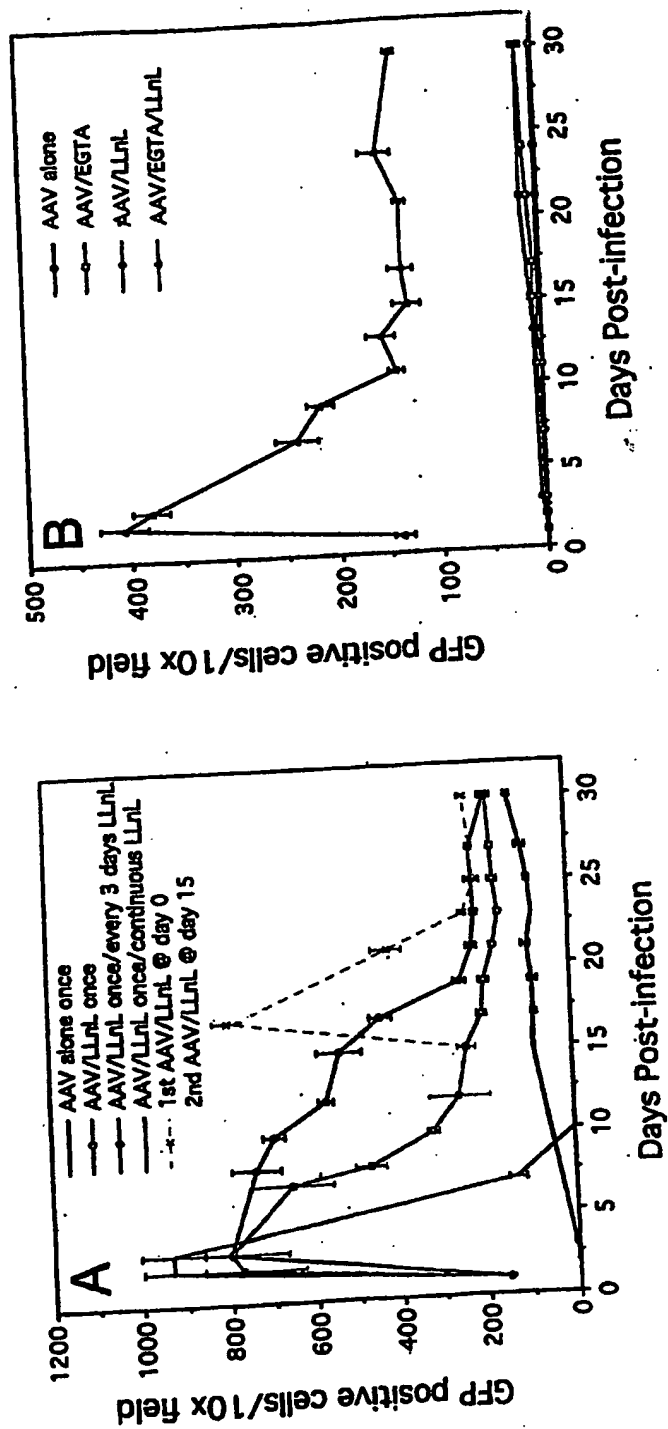 A
AAV alone once
AAV/LLnL once
AAV/LLnL once/every 3 days LLnL
AAV/LLnL once/continuous LLnL
1st AAV/LLnL @ day 0
2nd AAV/LLnL @ day 15
GFP positive cells/10x field
1200
1000
800
600
400
200
0
0
5
10
15
20
25
30
Days Post-infection
B
AAV alone
AAV/EGTA
AAV/LLnL
AAV/EGTA/LLnL
GFP positive cells/10x field
500
400
300
200
100
0
0
5
10
15
20
25
30
Days Post-infection